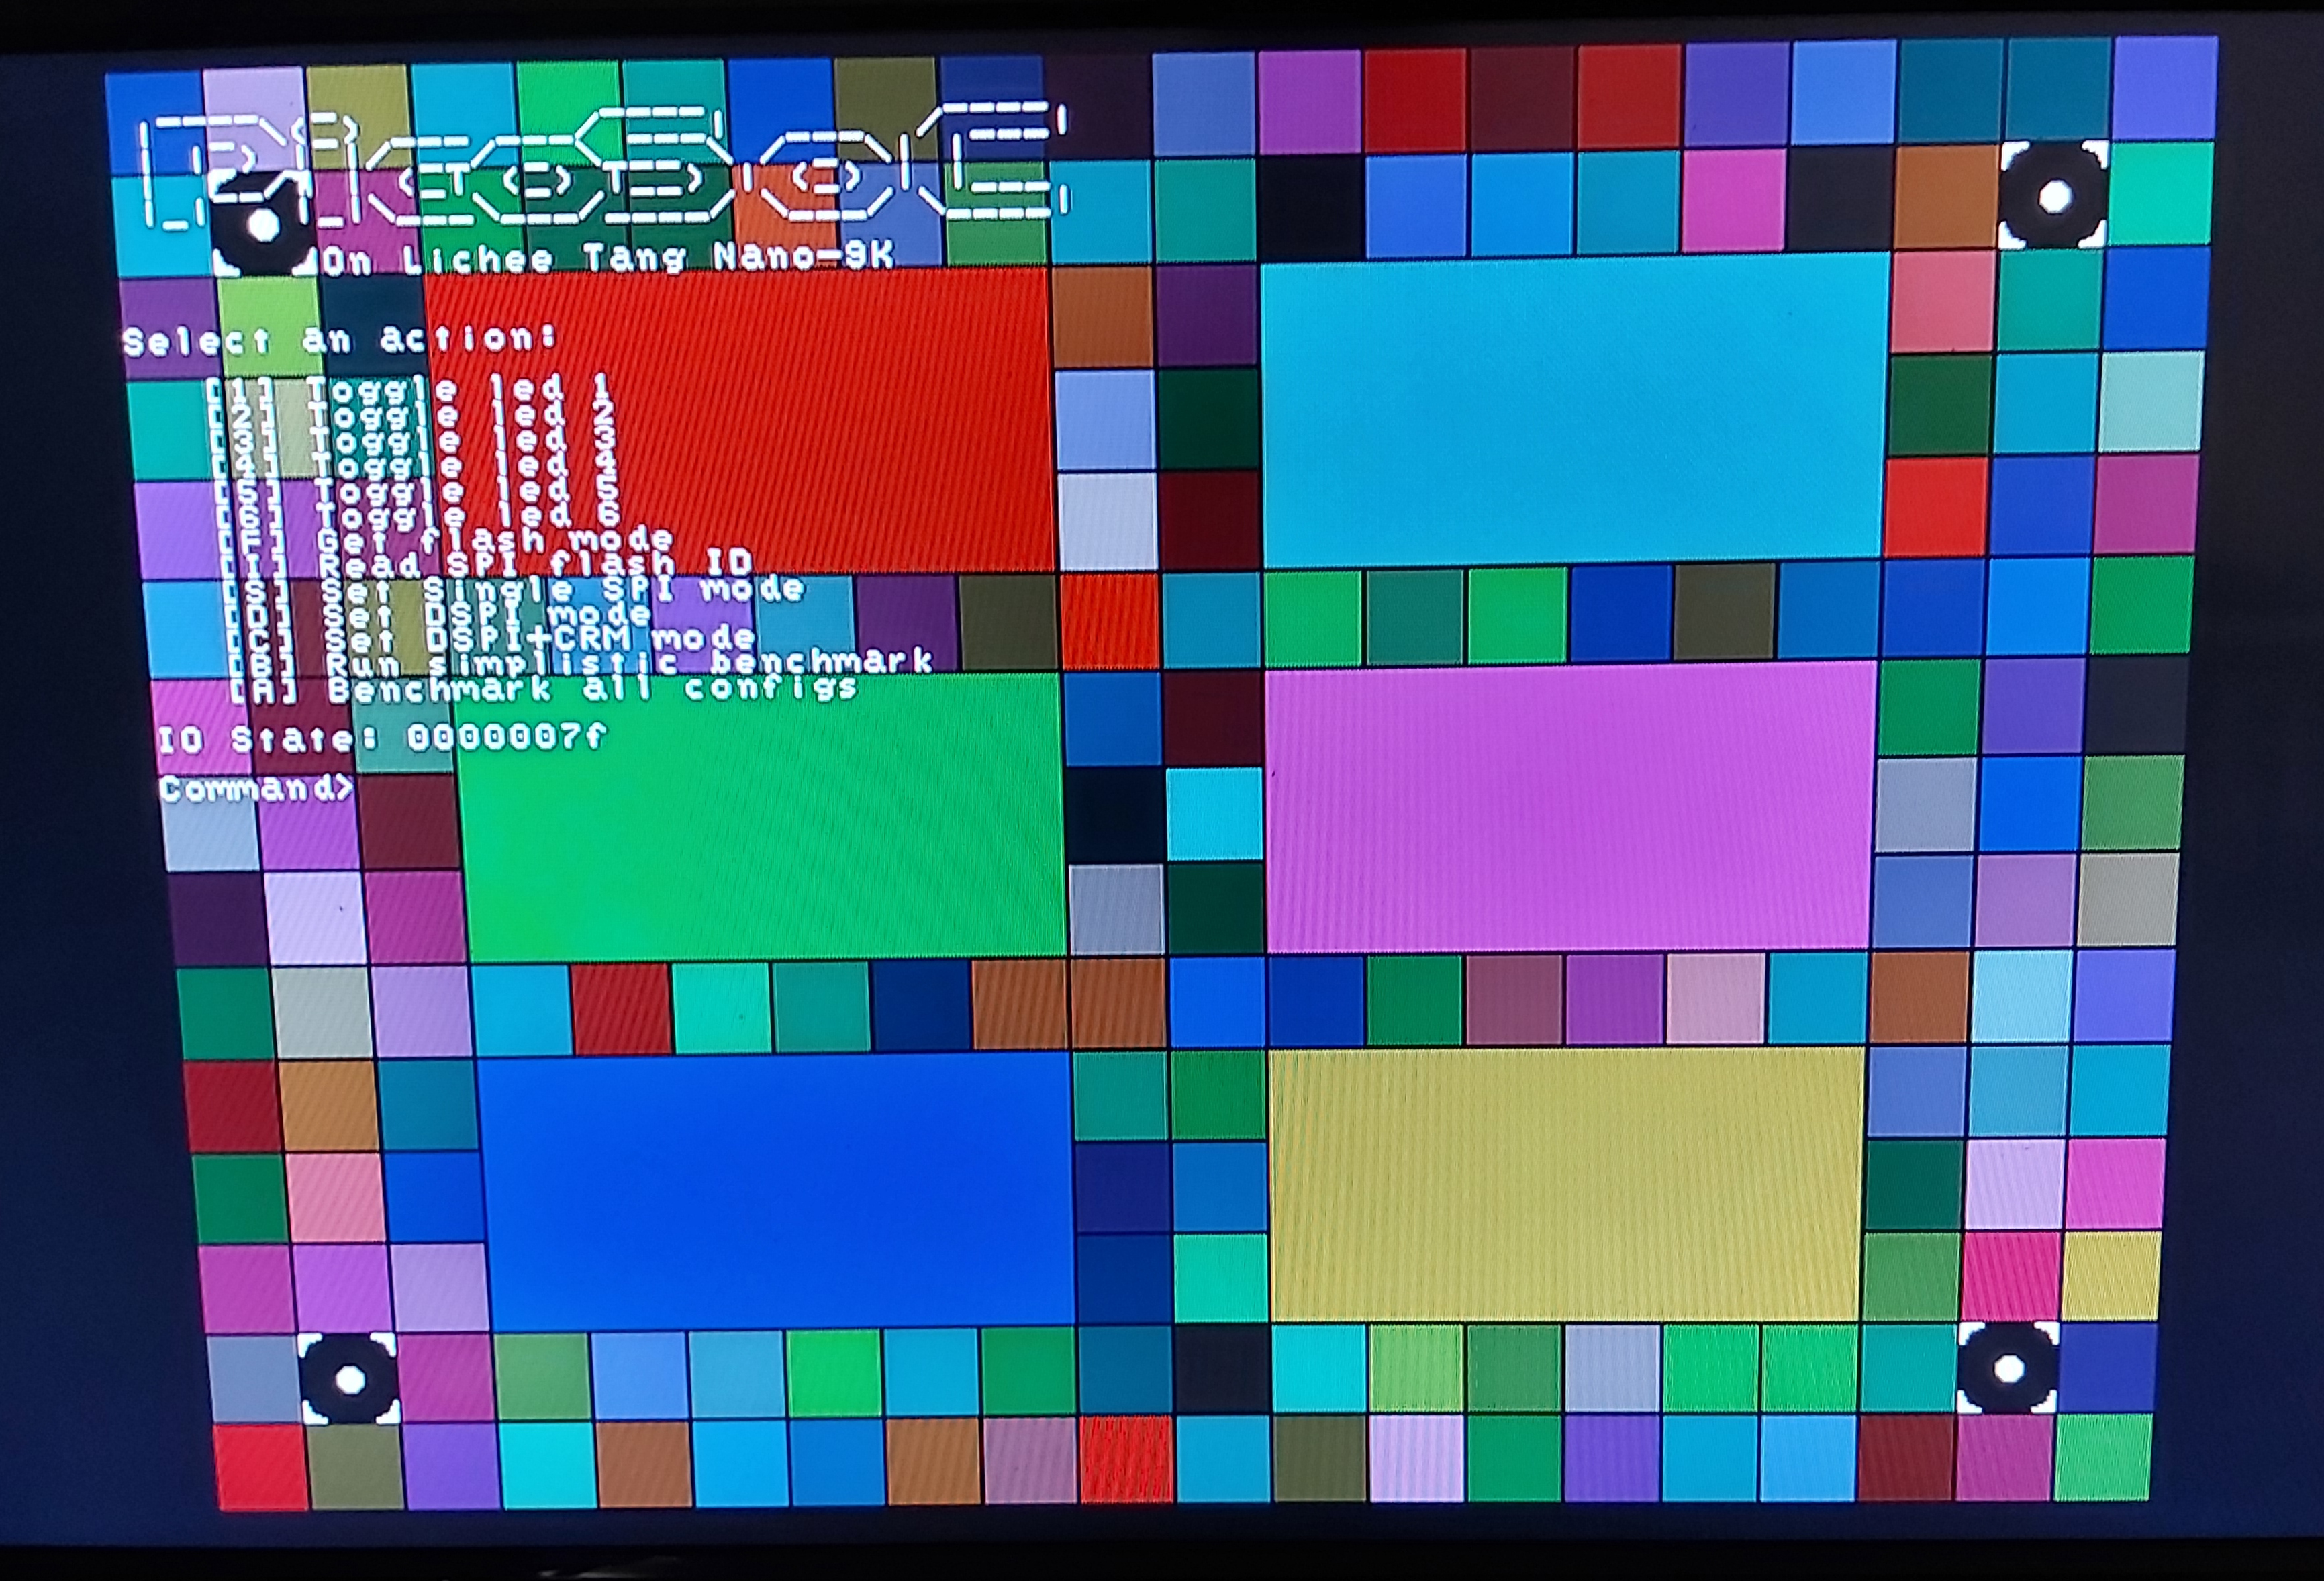 PicoSoC
On Lichee Tang Nano-9K
Select an action:
[1] Toggle led 1
[2] Toggle led 2
[3] Toggle led 3
[4] Toggle led 4
[5] Toggle led 5
[6] Toggle led 6
[F] Get flash mode
[I] Read SPI flash ID
[S] Set Single SPI mode
[D] Set DSPI mode
[C] Set DSPI+CRM mode
[B] Run simplistic benchmark
[A] Benchmark all configs
IO State: 0000007f
Command>